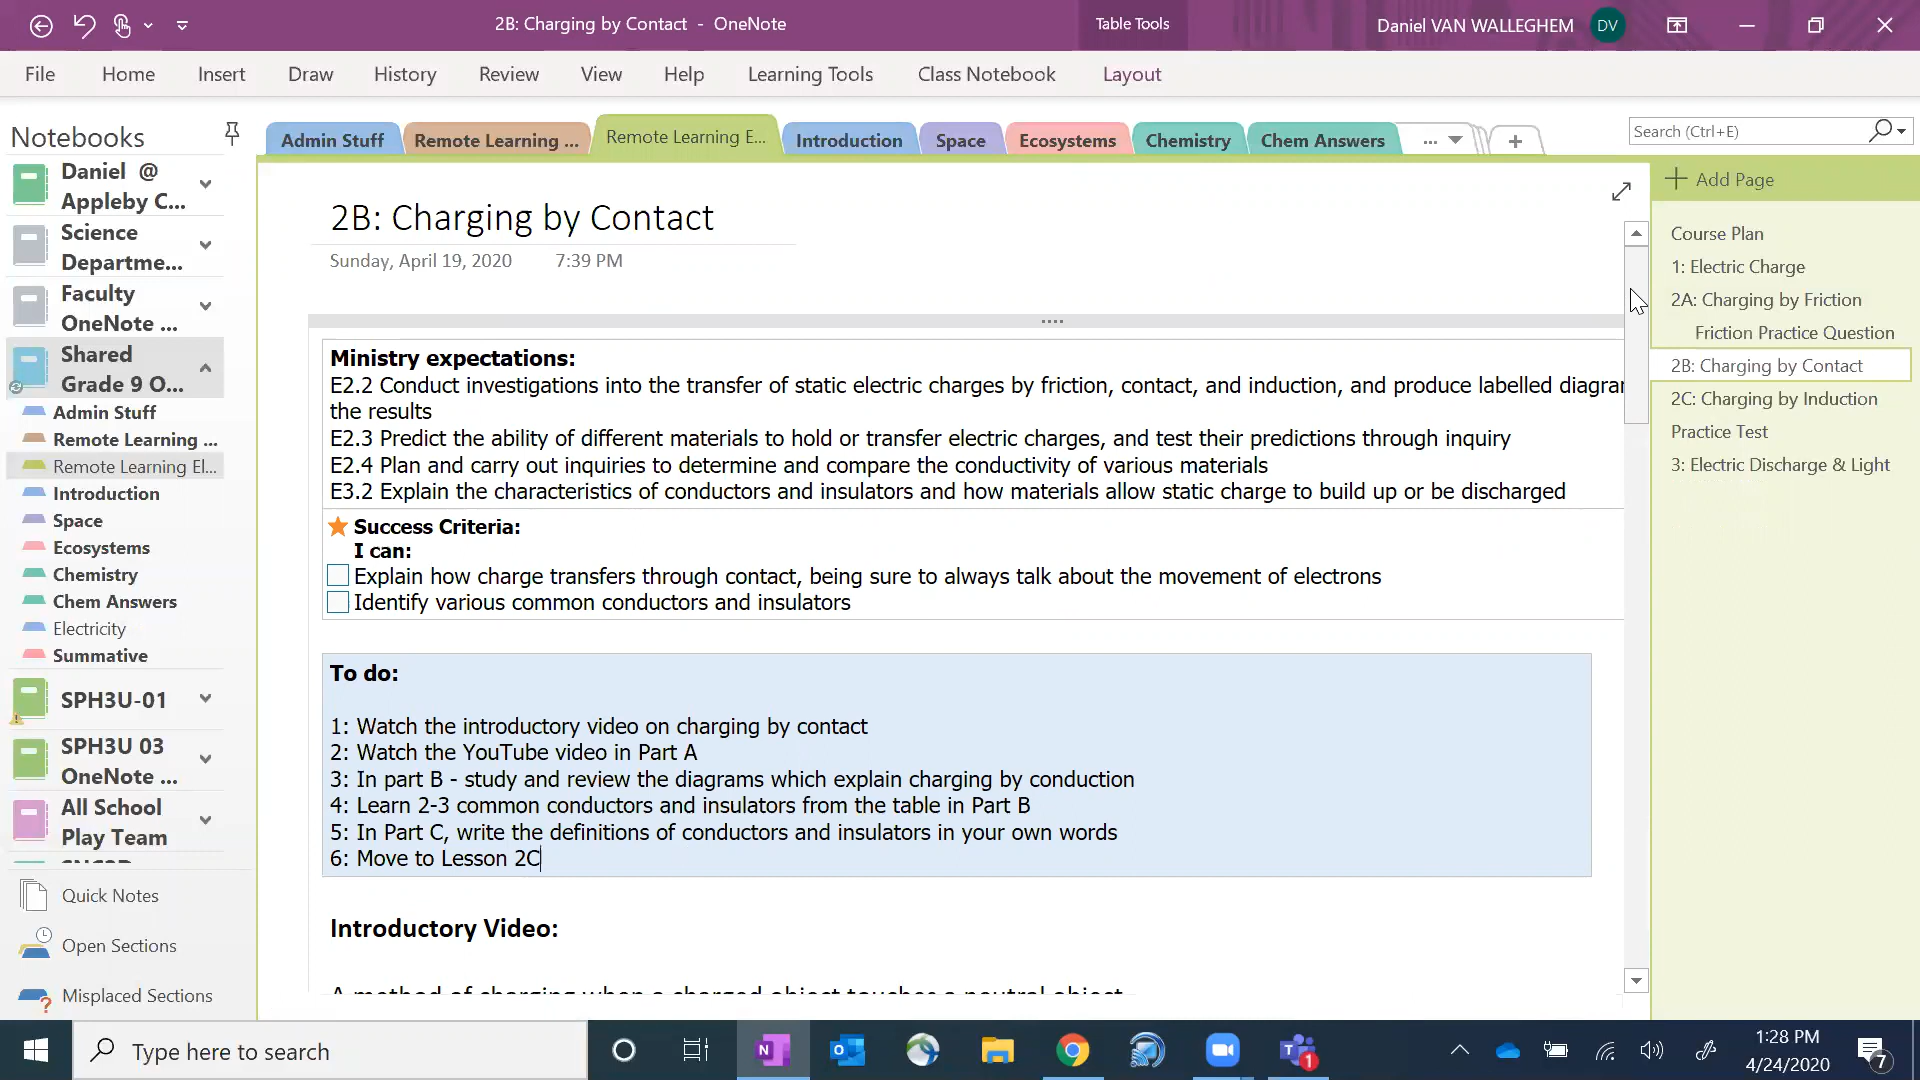 2B: Charging by Contact - OneNote
Table Tools
Daniel VAN WALLEGHEM
DV
File
Home
Insert
Draw
History
Review
View
Help
Learning Tools
Class Notebook
Layout
Notebooks
Admin Stuff
Remote Learning ...
Remote Learning E...
Introduction
Space
Ecosystems
Chemistry
Chem Answers
...
Search (Ctrl+E)
Daniel @
Appleby C...
Science
Departme...
Faculty
OneNote ...
Shared
Grade 9 O...
Admin Stuff
Remote Learning ...
Remote Learning El...
Introduction
Space
Ecosystems
Chemistry
Chem Answers
Electricity
Summative
SPH3U-01
SPH3U 03
OneNote ...
All School
Play Team
Quick Notes
Open Sections
Misplaced Sections
2B: Charging by Contact
Sunday, April 19, 2020
7:39 PM
Ministry expectations:
E2.2 Conduct investigations into the transfer of static electric charges by friction, contact, and induction, and produce labelled diagra
the results
E2.3 Predict the ability of different materials to hold or transfer electric charges, and test their predictions through inquiry
E2.4 Plan and carry out inquiries to determine and compare the conductivity of various materials
E3.2 Explain the characteristics of conductors and insulators and how materials allow static charge to build up or be discharged
Success Criteria:
I can:
Explain how charge transfers through contact, being sure to always talk about the movement of electrons
Identify various common conductors and insulators
To do:
1: Watch the introductory video on charging by contact
2: Watch the YouTube video in Part A
3: In part B - study and review the diagrams which explain charging by conduction
4: Learn 2-3 common conductors and insulators from the table in Part B
5: In Part C, write the definitions of conductors and insulators in your own words
6: Move to Lesson 2C
Introductory Video:
A method of charging when a charged object touches a neutral object
Add Page
Course Plan
1: Electric Charge
2A: Charging by Friction
Friction Practice Question
2B: Charging by Contact
2C: Charging by Induction
Practice Test
3: Electric Discharge & Light
Type here to search
1
1:28 PM
4/24/2020
7